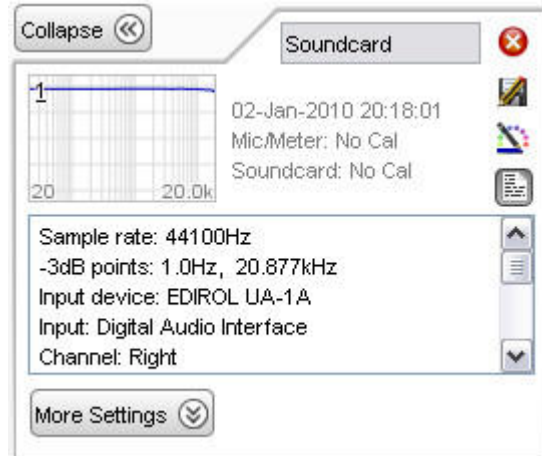 Collapse
Soundcard
1
02-Jan-2010 20:18:01
Mic/Meter: No Cal
Soundcard: No Cal
20 20.0k
Sample rate: 44100Hz
-3dB points: 1.0Hz, 20.877kHz
Input device: EDIROL UA-1A
Input: Digital Audio Interface
Channel: Right
More Settings